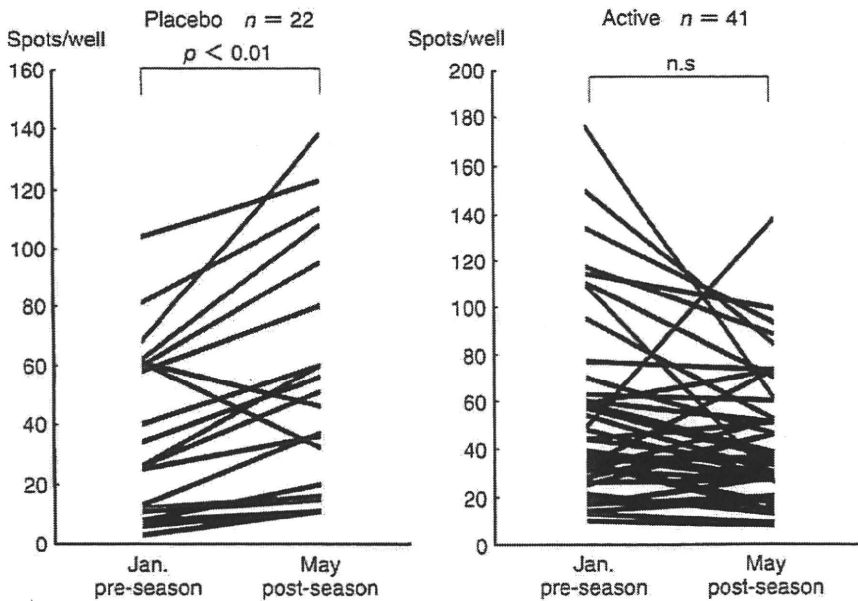 Placebo n = 22
Spots/well
p < 0.01
160
140
120
100
80
60
40
20
0
Jan.
pre-season
May
post-season
Active n = 41
Spots/well
n.s
200
180
160
140
120
100
80
60
40
20
0
Jan.
pre-season
May
post-season